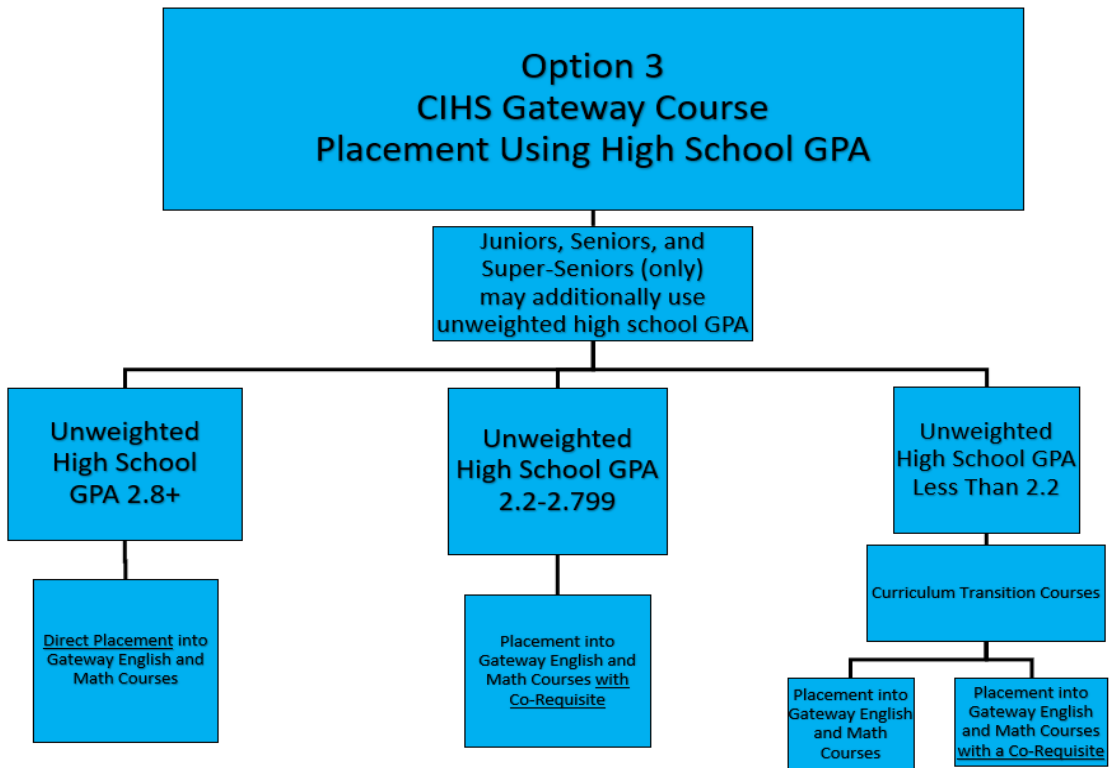 Option 3
CIHS Gateway Course
Placement Using High School GPA
Juniors, Seniors, and
Super-Seniors (only)
may additionally use
unweighted high school GPA
Unweighted
High School
GPA 2.8+
Unweighted
High School GPA
2.2-2.799
Unweighted
High School GPA
Less Than 2.2
Direct Placement into
Gateway English and
Math Courses
Placement into
Gateway English and
Math Courses with
Co-Requisite
Curriculum Transition Courses
Placement into
Gateway English
and Math
Courses
Placement into
Gateway English
and Math Courses
with a Co-Requisite